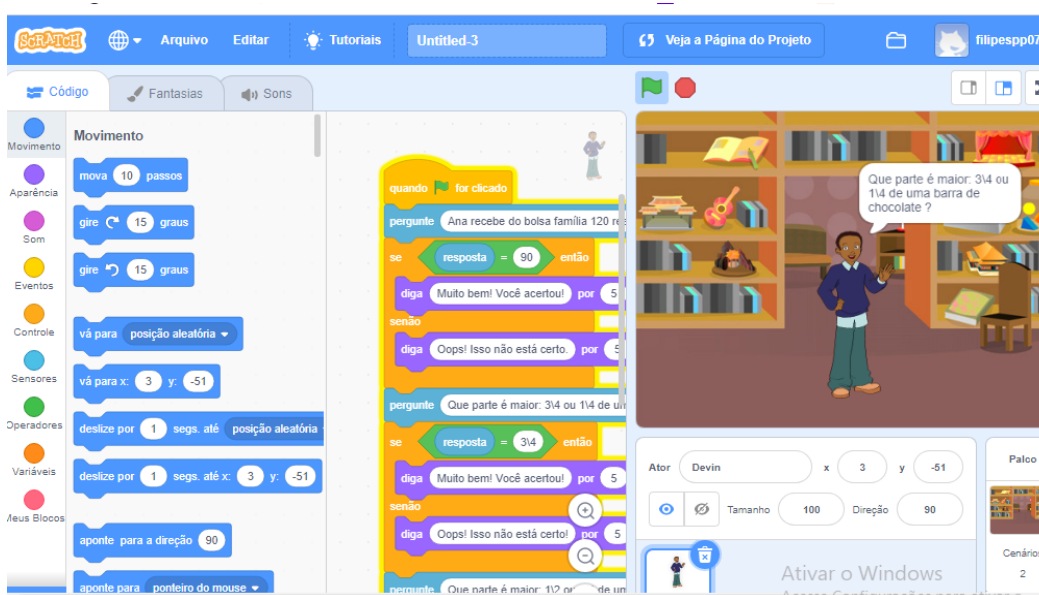 SCRATCH Arquivo Editar Tutoriais Untitled-3 Veja a Página do Projeto filipespp07
Código Fantasias Sons
Movimento
Aparência
Som
Eventos
Controle
Sensores
Operadores
Variáveis
Meus Blocos
Movimento
mova 10 passos
gire 15 graus
gire 15 graus
vá para posição aleatória
vá para x: 3 y: -51
deslize por 1 segs. até posição aleatória
deslize por 1 segs. até x: 3 y: -51
aponte para a direção 90
aponte para ponteiro do mouse
quando for clicado
pergunte Ana recebe do bolsa família 120
se resposta = 90 então
diga Muito bem! Você acertou! por 5
senão
diga Oops! Isso não está certo. por 5
pergunte Que parte é maior: 3\4 ou 1\4 de
se resposta = 3\4 então
diga Muito bem! Você acertou! por 5
senão
diga Oops! Isso não está certo! por 5
pergunte Que parte é maior: 1\2 de
Que parte é maior: 3\4 ou
1\4 de uma barra de
chocolate ?
Ator Devin x 3 y -51
Tamanho 100 Direção 90
Palco
Cenários
2
Ativar o Windows